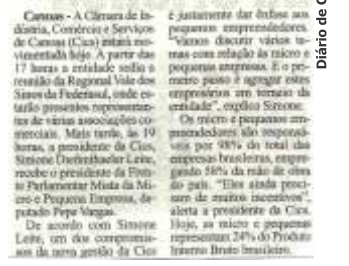 Canoas - A Câmara de In-
dústria, Comércio e Serviços
de Canoas (Cics) estará mo-
vimentada hoje. A partir das
17 horas a entidade sedia a
reunião da Regional Vale dos
Sinos da Federasul, onde es-
tarão presentes representan-
tes de várias associações co-
merciais. Mais tarde, às 19
horas, a presidente da Cics,
Simone Diefenthaeler Leite,
recebe o presidente da Fren-
te Parlamentar Mista da Mi-
cro e Pequena Empresa, de-
putado Pepe Vargas.
De acordo com Simone
Leite, um dos compromis-
sos da nova gestão da Cics
é justamente dar ênfase aos
pequenos empreendedores.
"Vamos discutir vários te-
mas com relação às micro e
pequenas empresas. E o pri-
meiro passo é agregar estes
empresários em torno da
entidade", explica Simone.
Os micro e pequenos em-
preendedores são responsá-
veis por 98% do total das
empresas brasileiras, empre-
gando 58% da mão de obra
do país. "Eles ainda preci-
sam de muitos incentivos",
alerta a presidente da Cics.
Hoje, as micro e pequenas
representam 24% do Produto
Interno Bruto brasileiro.
Diário de C